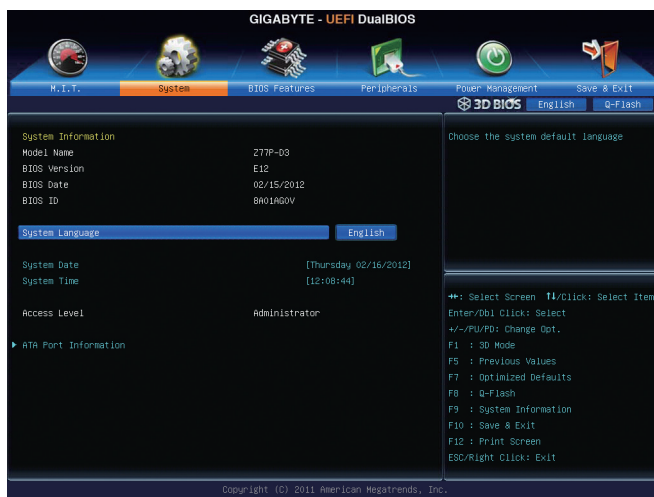 GIGABYTE - UEFI DualBIOS
M.I.T.
System
BIOS Features
Peripherals
Power Management
Save & Exit
3D BIOS
English
Q-Flash
System Information
Model Name Z77P-D3
BIOS Version E12
BIOS Date 02/15/2012
BIOS ID 8A01AG0V
System Language English
System Date [Thursday 02/16/2012]
System Time [12:08:44]
Access Level Administrator
ATA Port Information
Choose the system default language
→←: Select Screen ↑↓/Click: Select Item
Enter/Dbl Click: Select
+/-/PU/PD: Change Opt.
F1 : 3D Mode
F5 : Previous Values
F7 : Optimized Defaults
F8 : Q-Flash
F9 : System Information
F10 : Save & Exit
F12 : Print Screen
ESC/Right Click: Exit
Copyright (C) 2011 American Megatrends, Inc.